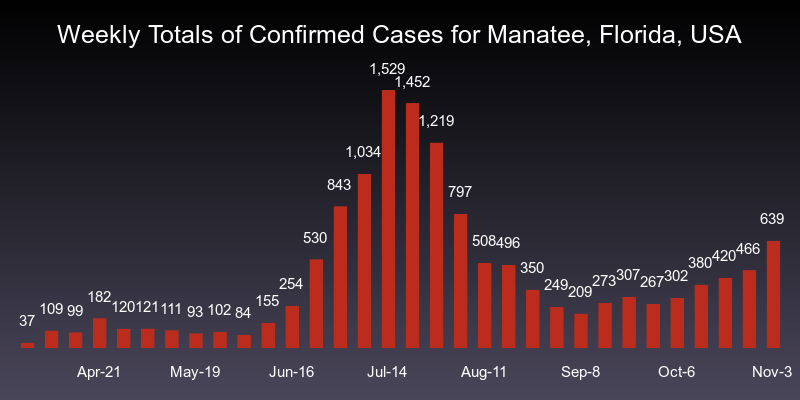 Weekly Totals of Confirmed Cases for Manatee, Florida, USA
37 109 99 182 120 121 111 93 102 84 155 254 530 843 1,034 1,529 1,452 1,219 797 508 496 350 249 209 273 307 267 302 380 420 466 639
Apr-21 May-19 Jun-16 Jul-14 Aug-11 Sep-8 Oct-6 Nov-3